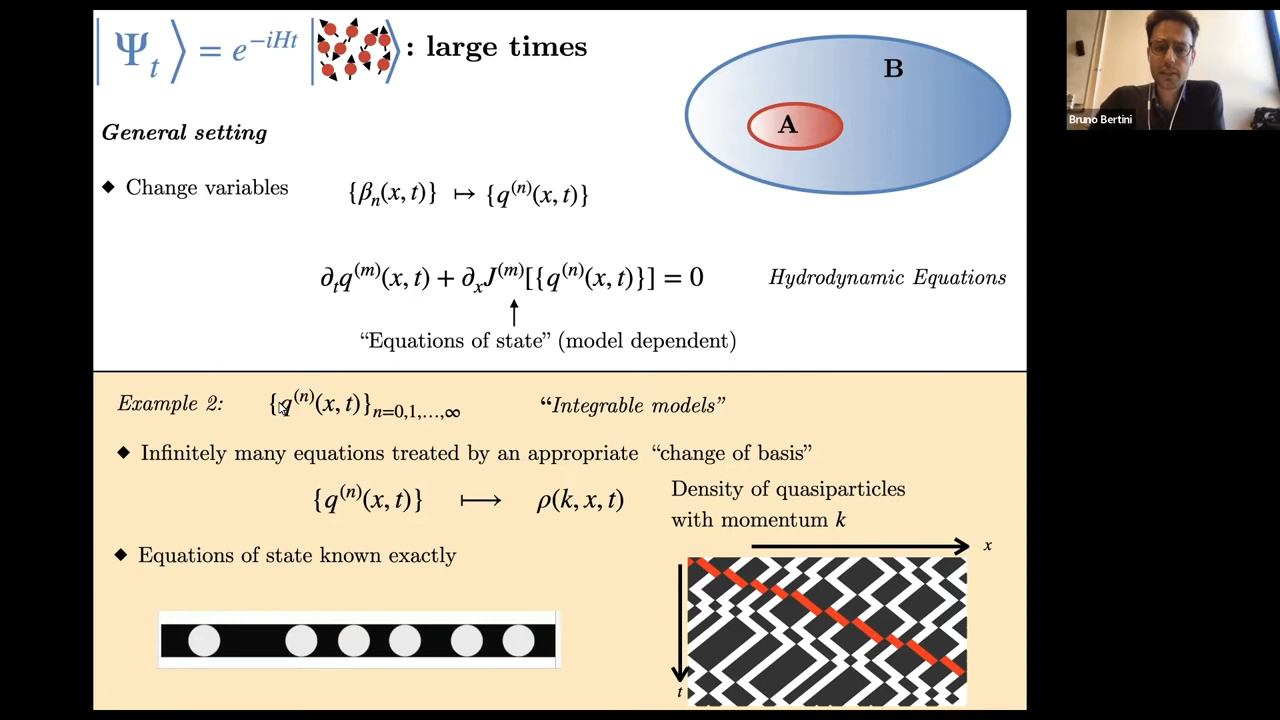 |Ψ_t⟩ = e^{-iHt} | ⟩ : large times
B
A
Bruno Bertini
General setting
◆ Change variables {β_n(x, t)} ↦ {q^{(n)}(x, t)}
∂_t q^{(m)}(x, t) + ∂_x J^{(m)}[{q^{(n)}(x, t)}] = 0 Hydrodynamic Equations
“Equations of state” (model dependent)
Example 2: {q^{(n)}(x, t)}_{n=0,1,…,∞} “Integrable models”
◆ Infinitely many equations treated by an appropriate “change of basis”
{q^{(n)}(x, t)} ⟼ ρ(k, x, t)
Density of quasiparticles
with momentum k
◆ Equations of state known exactly
x
t